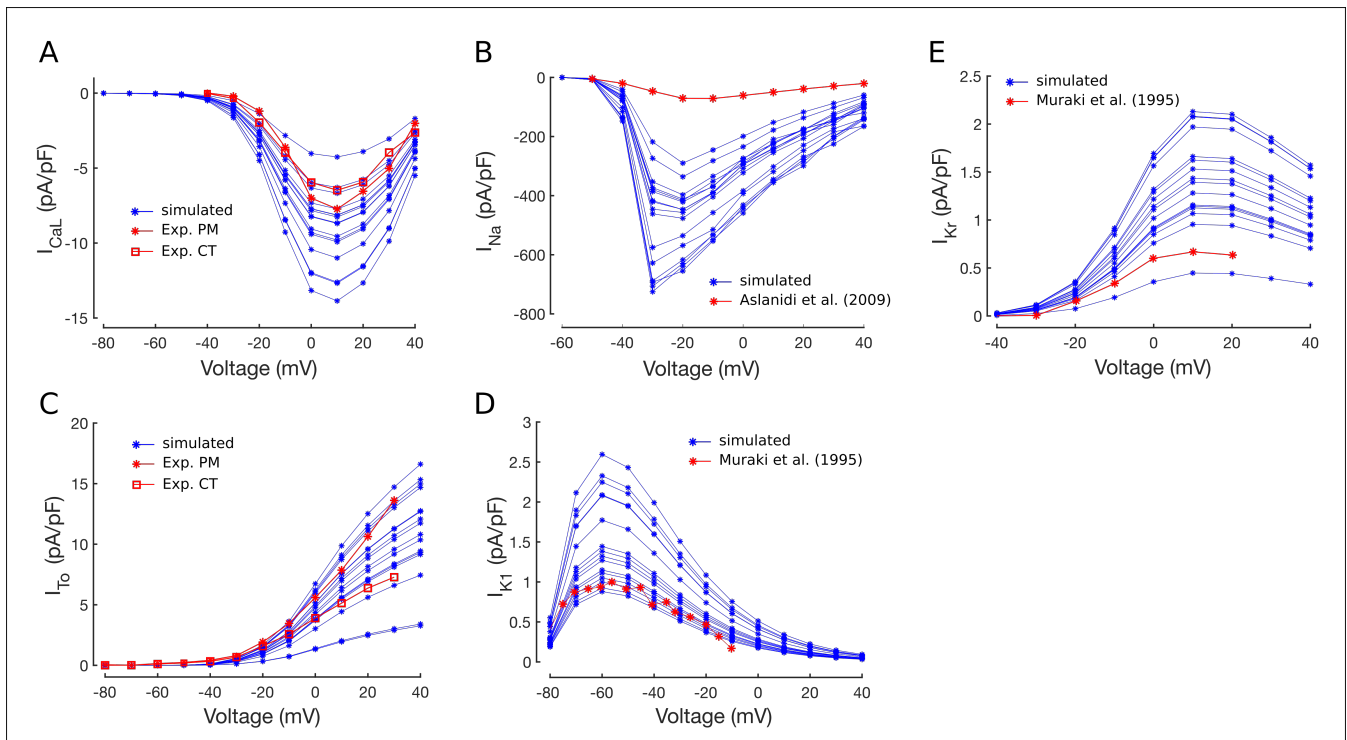 A
I_CaL (pA/pF)
0
-5
-10
-15
simulated
Exp. PM
Exp. CT
-80 -60 -40 -20 0 20 40
Voltage (mV)
B
I_Na (pA/pF)
0
-200
-400
-600
-800
simulated
Aslanidi et al. (2009)
-60 -40 -20 0 20 40
Voltage (mV)
E
I_Kr (pA/pF)
2.5
2
1.5
1
0.5
0
simulated
Muraki et al. (1995)
-40 -20 0 20 40
Voltage (mV)
C
I_To (pA/pF)
20
15
10
5
0
simulated
Exp. PM
Exp. CT
-80 -60 -40 -20 0 20 40
Voltage (mV)
D
I_K1 (pA/pF)
3
2.5
2
1.5
1
0.5
0
simulated
Muraki et al. (1995)
-80 -60 -40 -20 0 20 40
Voltage (mV)